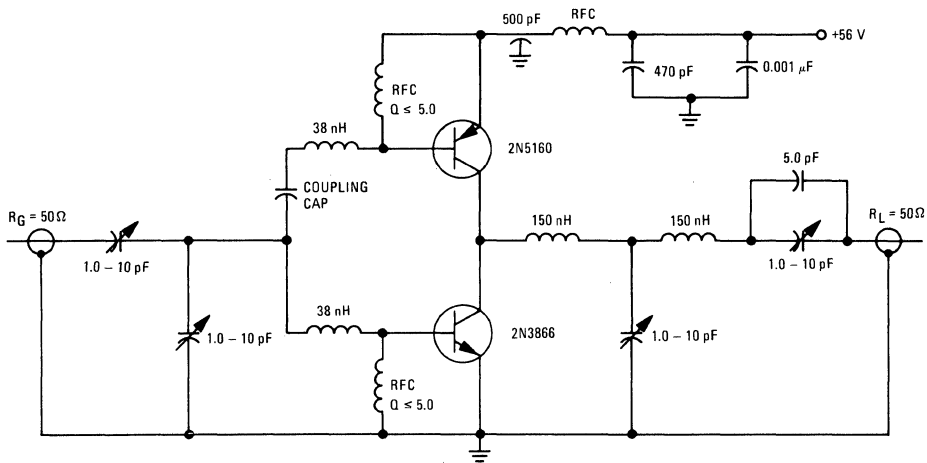 500 pF
RFC
+56 V
470 pF
0.001 μF
RFC
Q ≤ 5.0
38 nH
2N5160
COUPLING
CAP
5.0 pF
RG = 50Ω
150 nH
150 nH
RL = 50Ω
1.0 – 10 pF
1.0 – 10 pF
38 nH
2N3866
1.0 – 10 pF
1.0 – 10 pF
RFC
Q ≤ 5.0